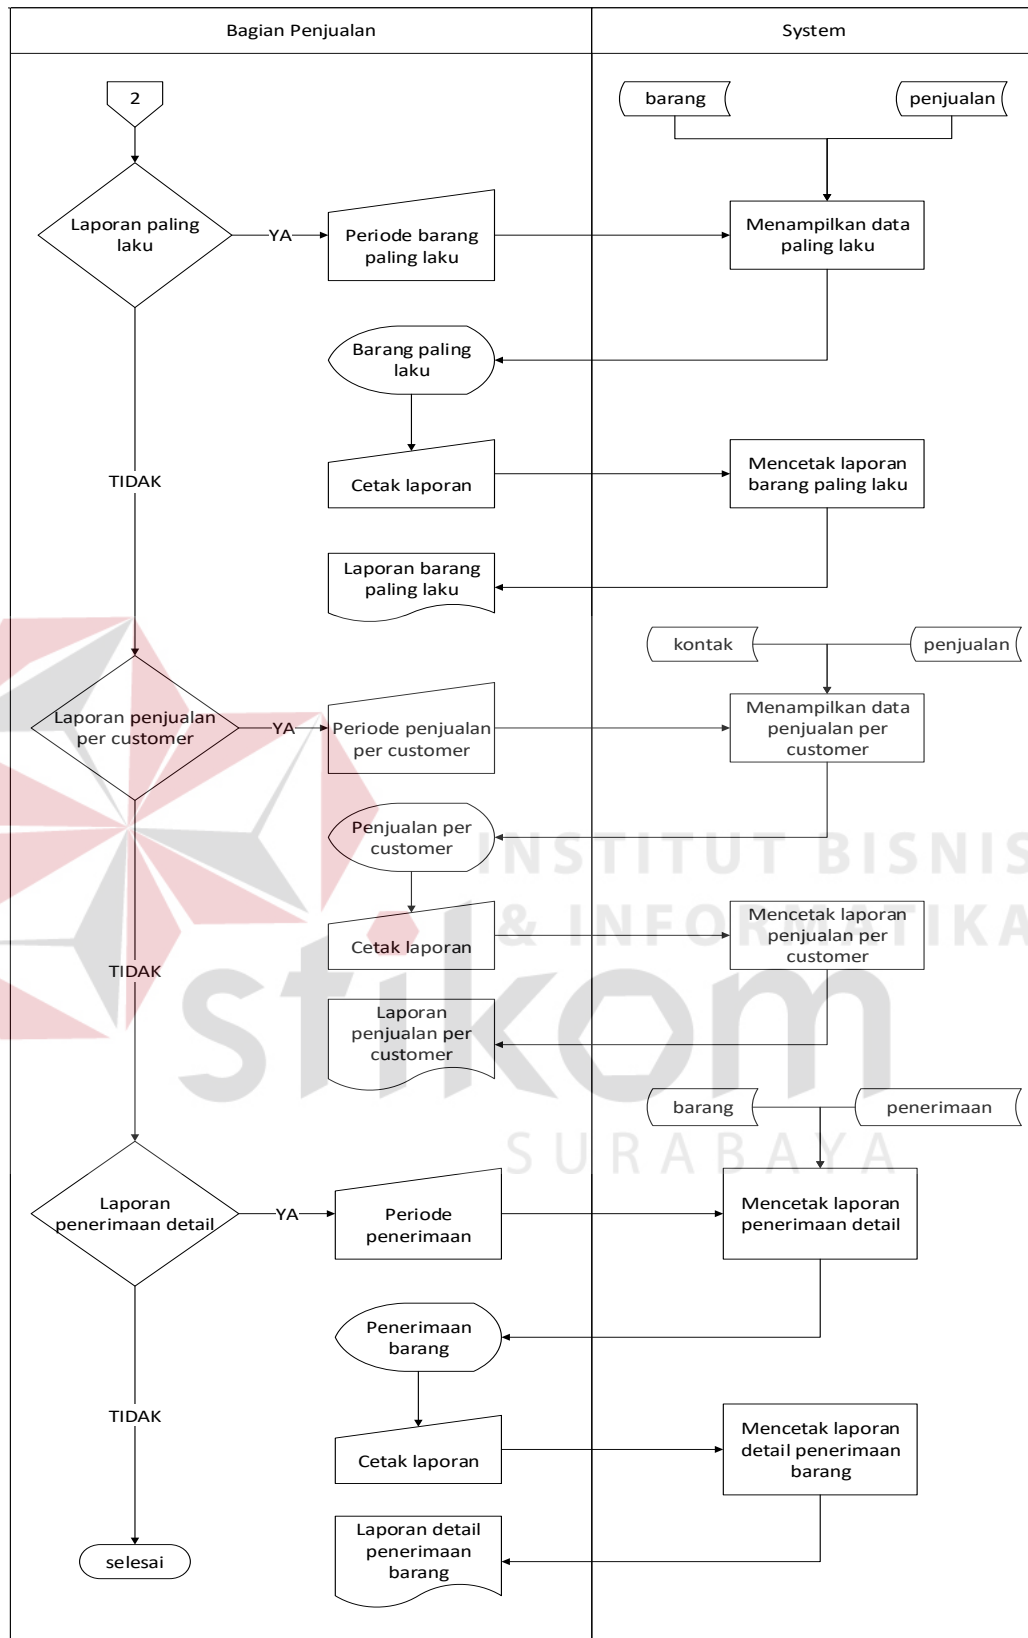 Bagian Penjualan
System
2
barang
penjualan
Laporan paling
laku
YA
Periode barang
paling laku
Menampilkan data
paling laku
Barang paling
laku
TIDAK
Cetak laporan
Mencetak laporan
barang paling laku
Laporan barang
paling laku
kontak
penjualan
Laporan penjualan
per customer
YA
Periode penjualan
per customer
Menampilkan data
penjualan per
customer
Penjualan per
customer
INSTITUT BISNIS
& INFORMATIKA
stikom
SURABAYA
TIDAK
Cetak laporan
Mencetak laporan
penjualan per
customer
Laporan
penjualan per
customer
barang
penerimaan
Laporan
penerimaan detail
YA
Periode
penerimaan
Mencetak laporan
penerimaan detail
Penerimaan
barang
TIDAK
Cetak laporan
Mencetak laporan
detail penerimaan
barang
selesai
Laporan detail
penerimaan
barang